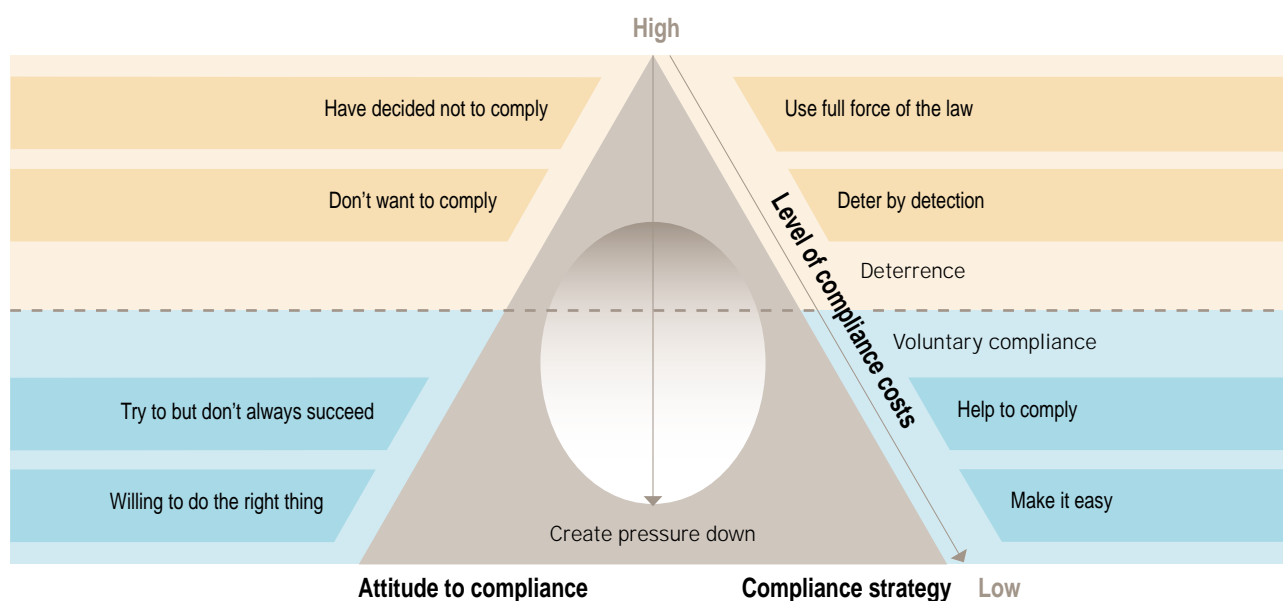 High
Have decided not to comply
Use full force of the law
Don’t want to comply
Deter by detection
Level of compliance costs
Deterrence
Voluntary compliance
Try to but don’t always succeed
Help to comply
Willing to do the right thing
Make it easy
Create pressure down
Attitude to compliance
Compliance strategy
Low